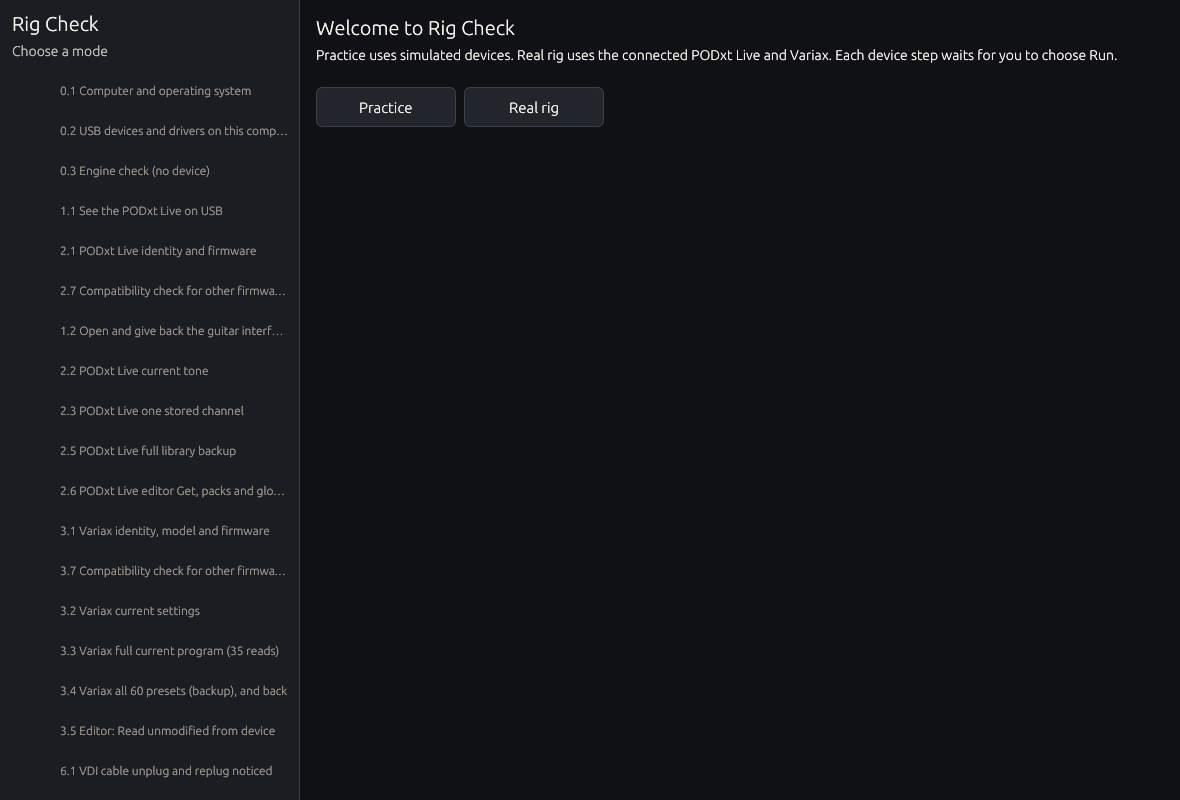 Rig Check
Choose a mode
0.1 Computer and operating system
0.2 USB devices and drivers on this comp...
0.3 Engine check (no device)
1.1 See the PODxt Live on USB
2.1 PODxt Live identity and firmware
2.7 Compatibility check for other firmwa...
1.2 Open and give back the guitar interf...
2.2 PODxt Live current tone
2.3 PODxt Live one stored channel
2.5 PODxt Live full library backup
2.6 PODxt Live editor Get, packs and glo...
3.1 Variax identity, model and firmware
3.7 Compatibility check for other firmwa...
3.2 Variax current settings
3.3 Variax full current program (35 reads)
3.4 Variax all 60 presets (backup), and back
3.5 Editor: Read unmodified from device
6.1 VDI cable unplug and replug noticed
Welcome to Rig Check
Practice uses simulated devices. Real rig uses the connected PODxt Live and Variax. Each device step waits for you to choose Run.
Practice
Real rig